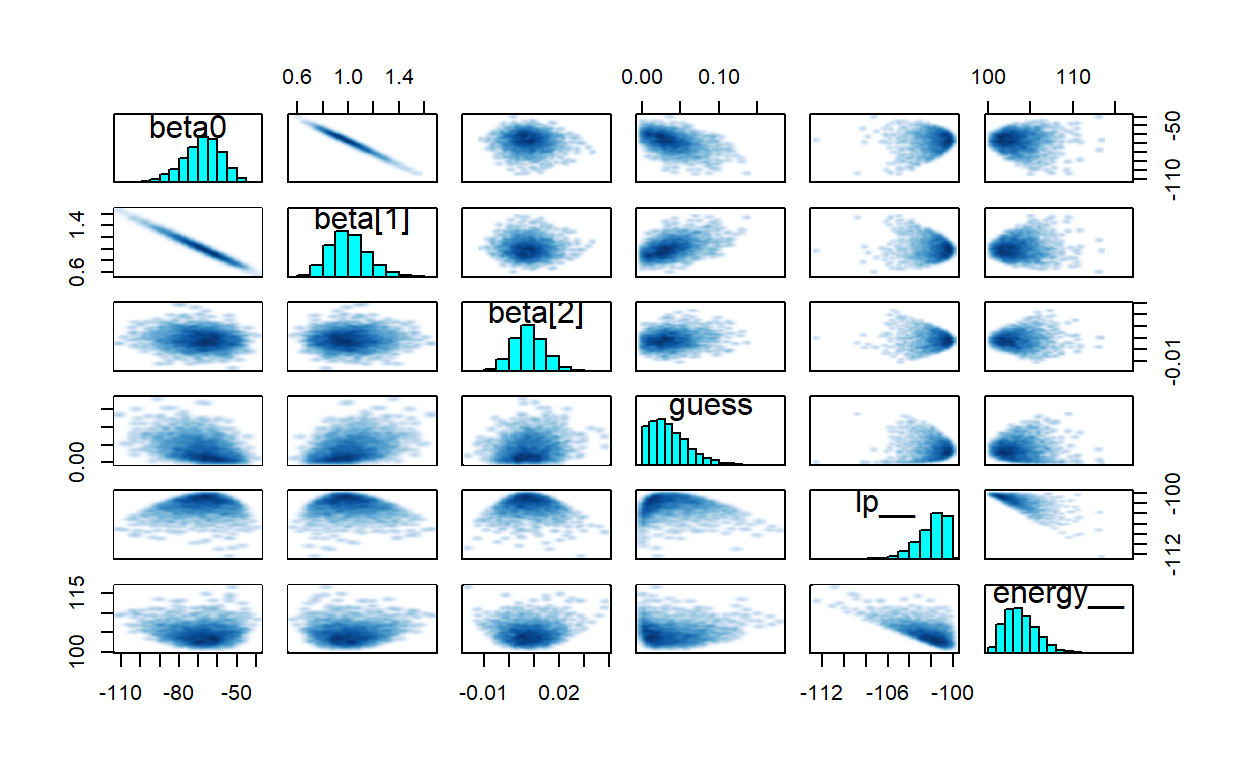 0.6 1.0 1.4 0.00 0.10 100 110
beta0
-110 -50
0.6 1.4
beta[1]
beta[2]
-0.01
0.00
guess
lp__
-112 -100
100 115
energy__
-110 -80 -50 -0.01 0.02 -112 -106 -100